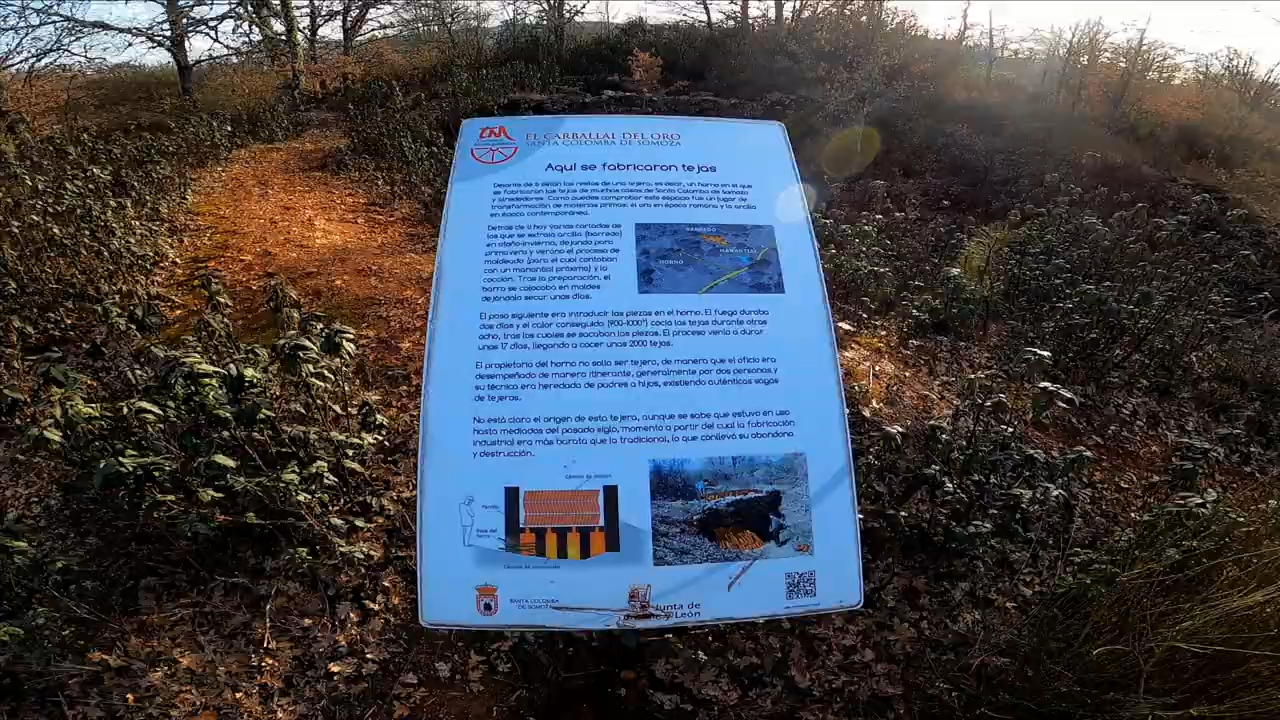 EL CARBALLAL DEL ORO
SANTA COLOMBA DE SOMOZA
Aquí se fabricaron tejas
Delante de ti están los restos de una tejera, es decir, un horno en el que
se fabricaron las tejas de muchas casas de Santa Colomba de Somoza
y alrededores. Como puedes comprobar este espacio fue un lugar de
transformación de materias primas: el oro en época romana y la arcilla
en época contemporánea.
Detrás de ti hay varias cortadas de
las que se extraía arcilla (barrado)
en otoño-invierno, dejando para
primavera y verano el proceso de
moldeado (para el cual contaban
con un manantial próximo) y la
cocción. Tras la preparación, el
barro se colocaba en moldes
dejándola secar unos días.
HORNO
MANANTIAL
El paso siguiente era introducir las piezas en el horno. El fuego duraba
dos días y el calor conseguido (900-1000°) cocía las tejas durante otros
ocho, tras los cuales se sacaban las piezas. El proceso venía a durar
unos 17 días, llegando a cocer unas 2000 tejas.
El propietario del horno no solía ser tejero, de manera que el oficio era
desempeñado de manera itinerante, generalmente por dos personas y
su técnica era heredada de padres a hijos, existiendo auténticas sagas
de tejeros.
No está claro el origen de esta tejera, aunque se sabe que estuvo en uso
hasta mediados del pasado siglo, momento a partir del cual la fabricación
industrial era más barata que la tradicional, lo que conllevó su abandono
y destrucción.
Parrilla
SANTA COLOMBA
DE SOMOZA
Junta de
León